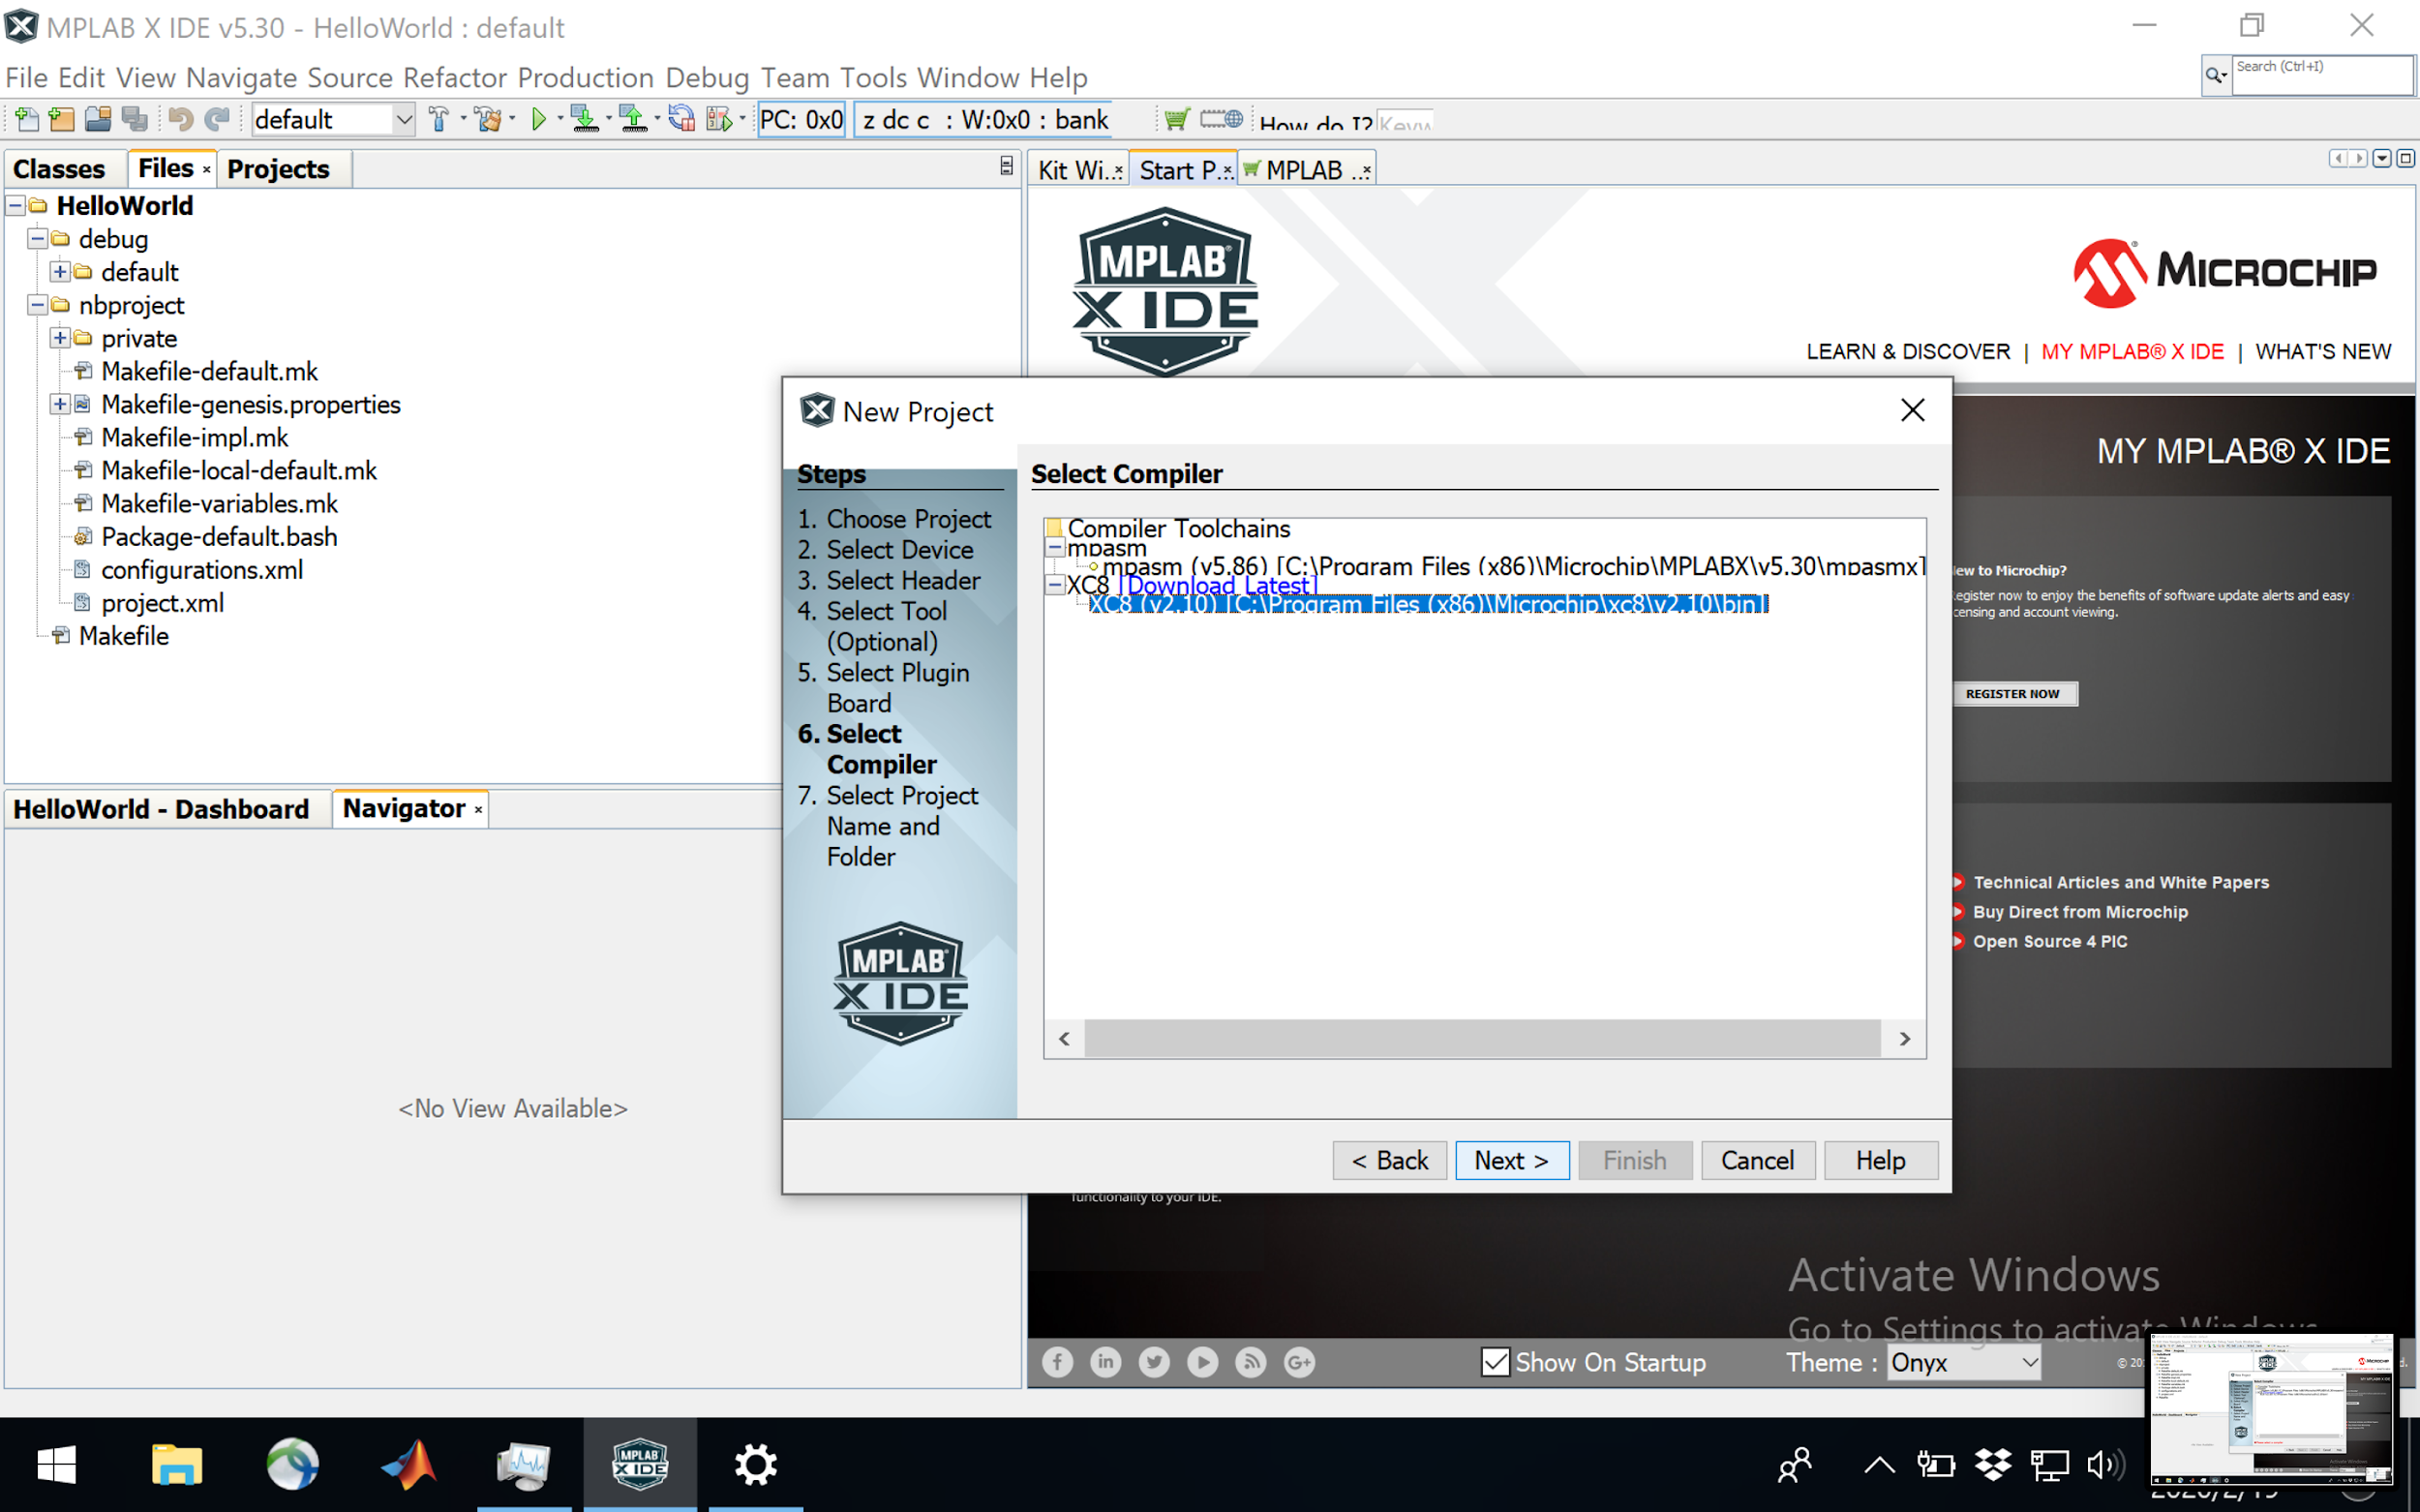 MPLAB X IDE v5.30 - HelloWorld : default
File Edit View Navigate Source Refactor Production Debug Team Tools Window Help
Search (Ctrl+I)
default
PC: 0x0
z dc c : W:0x0 : bank
How do I?
Classes
Files
Projects
HelloWorld
debug
default
nbproject
private
Makefile-default.mk
Makefile-genesis.properties
Makefile-impl.mk
Makefile-local-default.mk
Makefile-variables.mk
Package-default.bash
configurations.xml
project.xml
Makefile
HelloWorld - Dashboard
Navigator
<No View Available>
Kit Wi...
Start P...
MPLAB ...
MPLAB®
X IDE
MICROCHIP
LEARN & DISCOVER | MY MPLAB® X IDE | WHAT'S NEW
MY MPLAB® X IDE
New Project
Steps
1. Choose Project
2. Select Device
3. Select Header
4. Select Tool
(Optional)
5. Select Plugin
Board
6. Select
Compiler
7. Select Project
Name and
Folder
MPLAB®
X IDE
Select Compiler
Compiler Toolchains
mpasm
mpasm (v5.86) [C:\Program Files (x86)\Microchip\MPLABX\v5.30\mpasmx]
XC8 [Download Latest]
XC8 (v2.10) [C:\Program Files (x86)\Microchip\xc8\v2.10\bin]
< Back
Next >
Finish
Cancel
Help
ew to Microchip?
egister now to enjoy the benefits of software update alerts and easy
censing and account viewing.
REGISTER NOW
Technical Articles and White Papers
Buy Direct from Microchip
Open Source 4 PIC
functionality to your IDE.
Activate Windows
Go to Settings to activate Windows.
Show On Startup
Theme : Onyx
© 20
MPLAB
X IDE